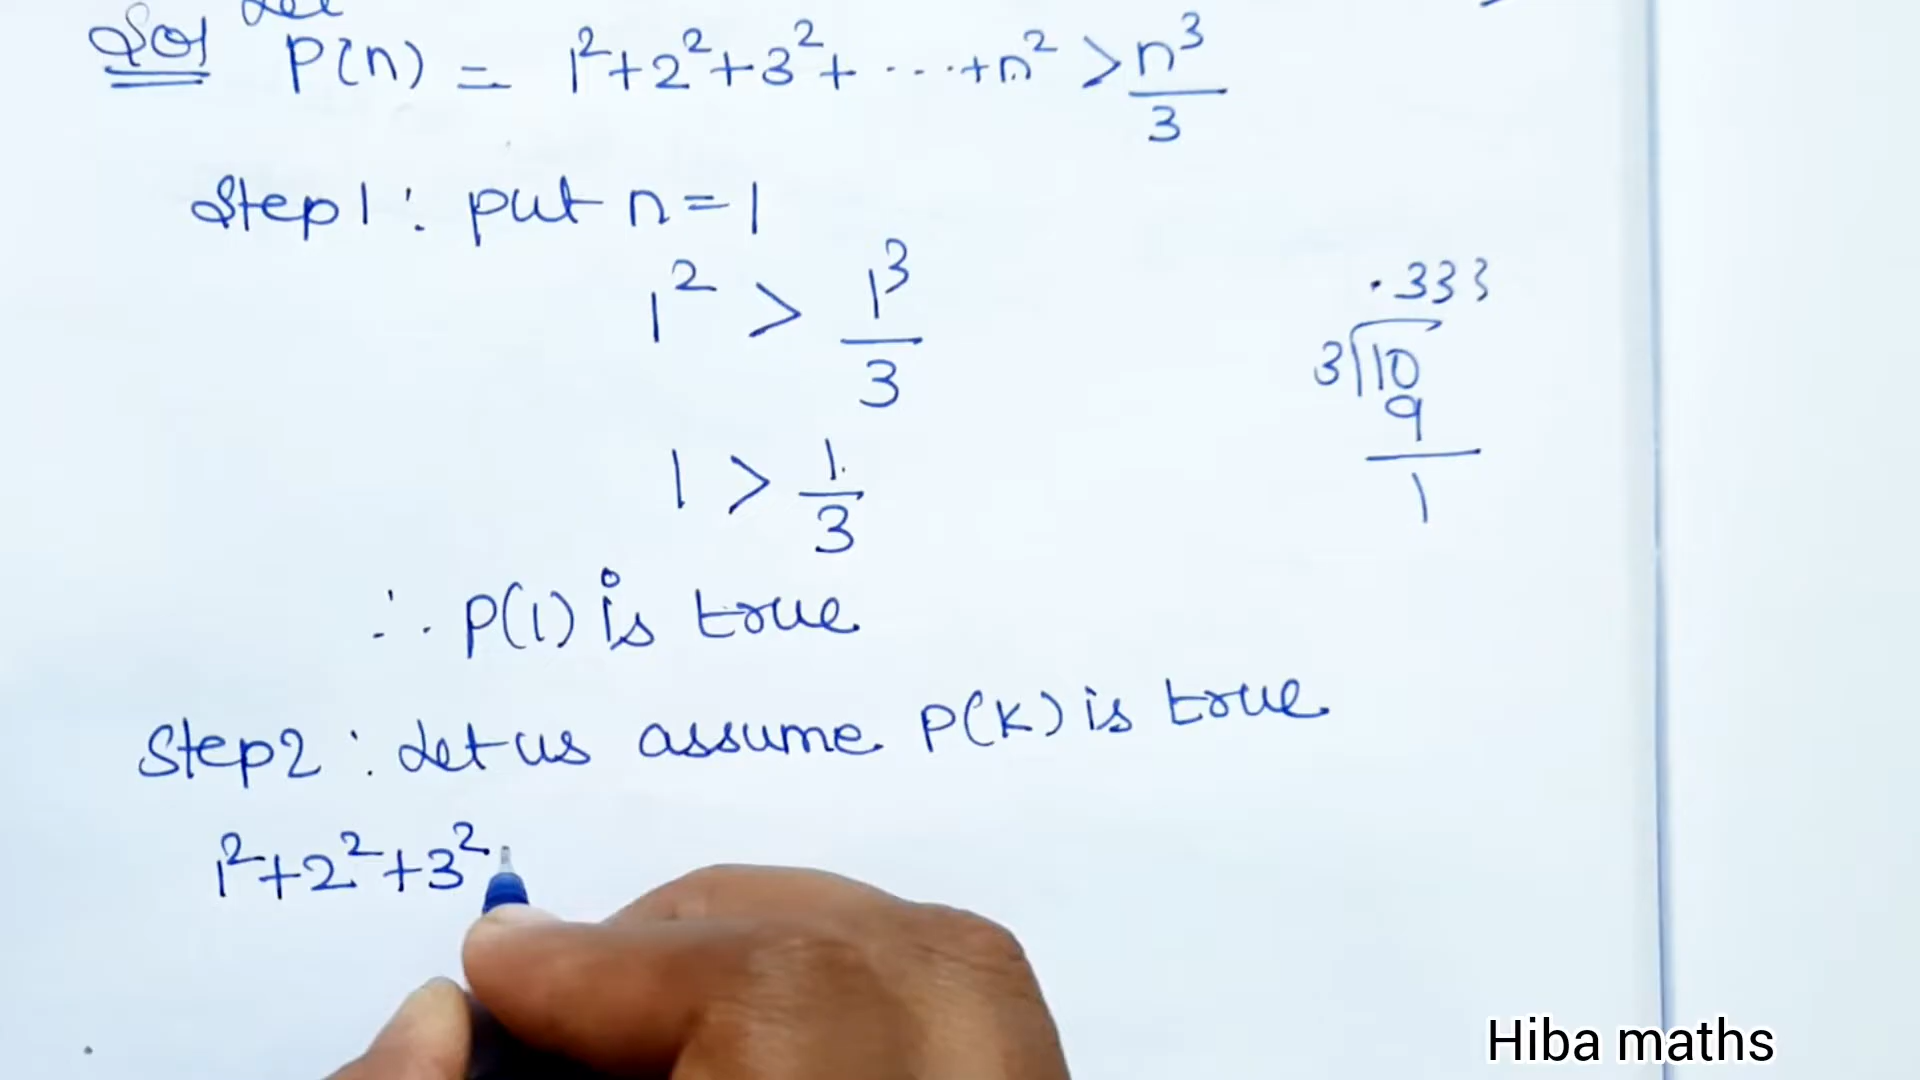 Sol Let
P(n) = 1²+2²+3²+ ...+n² > n³/3
Step 1 : put n = 1
1² > 1³/3
.333
3 10
9
1
1 > 1/3
∴ P(1) is true
Step 2 : Let us assume P(K) is true
1²+2²+3²
Hiba maths